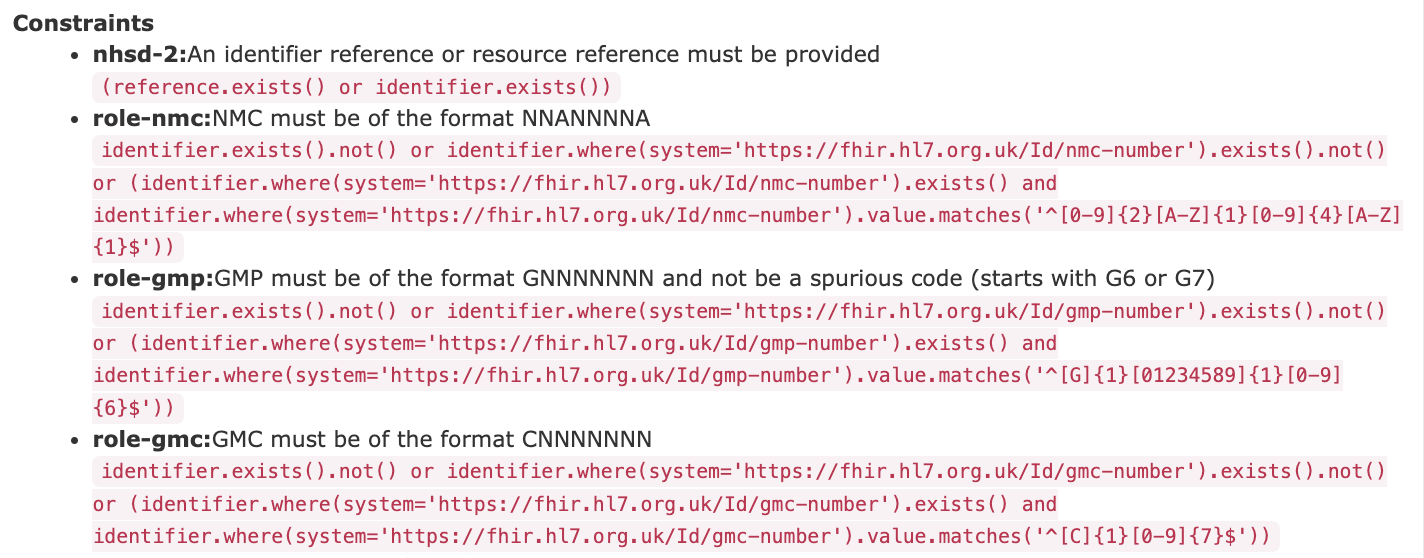 Constraints
• nhsd-2:An identifier reference or resource reference must be provided
(reference.exists() or identifier.exists())
• role-nmc:NMC must be of the format NNANNNNA
identifier.exists().not() or identifier.where(system='https://fhir.hl7.org.uk/Id/nmc-number').exists().not()
or (identifier.where(system='https://fhir.hl7.org.uk/Id/nmc-number').exists() and
identifier.where(system='https://fhir.hl7.org.uk/Id/nmc-number').value.matches('^[0-9]{2}[A-Z]{1}[0-9]{4}[A-Z]
{1}$'))
• role-gmp:GMP must be of the format GNNNNNNN and not be a spurious code (starts with G6 or G7)
identifier.exists().not() or identifier.where(system='https://fhir.hl7.org.uk/Id/gmp-number').exists().not()
or (identifier.where(system='https://fhir.hl7.org.uk/Id/gmp-number').exists() and
identifier.where(system='https://fhir.hl7.org.uk/Id/gmp-number').value.matches('^[G]{1}[01234589]{1}[0-9]
{6}$'))
• role-gmc:GMC must be of the format CNNNNNNN
identifier.exists().not() or identifier.where(system='https://fhir.hl7.org.uk/Id/gmc-number').exists().not()
or (identifier.where(system='https://fhir.hl7.org.uk/Id/gmc-number').exists() and
identifier.where(system='https://fhir.hl7.org.uk/Id/gmc-number').value.matches('^[C]{1}[0-9]{7}$'))